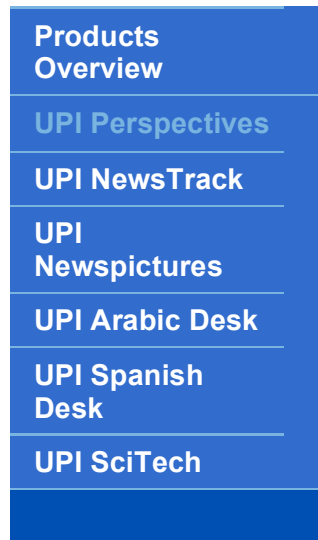 Products
Overview
UPI Perspectives
UPI NewsTrack
UPI
Newspictures
UPI Arabic Desk
UPI Spanish
Desk
UPI SciTech